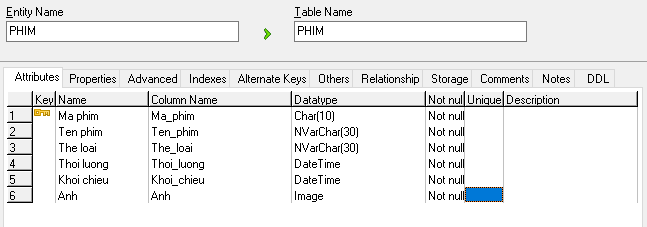 Entity Name Table Name
PHIM PHIM
Attributes Properties Advanced Indexes Alternate Keys Others Relationship Storage Comments Notes DDL
Key Name Column Name Datatype Not nul Unique Description
1 Ma phim Ma_phim Char(10) Not null
2 Ten phim Ten_phim NVarChar(30) Not null
3 The loai The_loai NVarChar(30) Not null
4 Thoi luong Thoi_luong DateTime Not null
5 Khoi chieu Khoi_chieu DateTime Not null
6 Anh Anh Image Not null